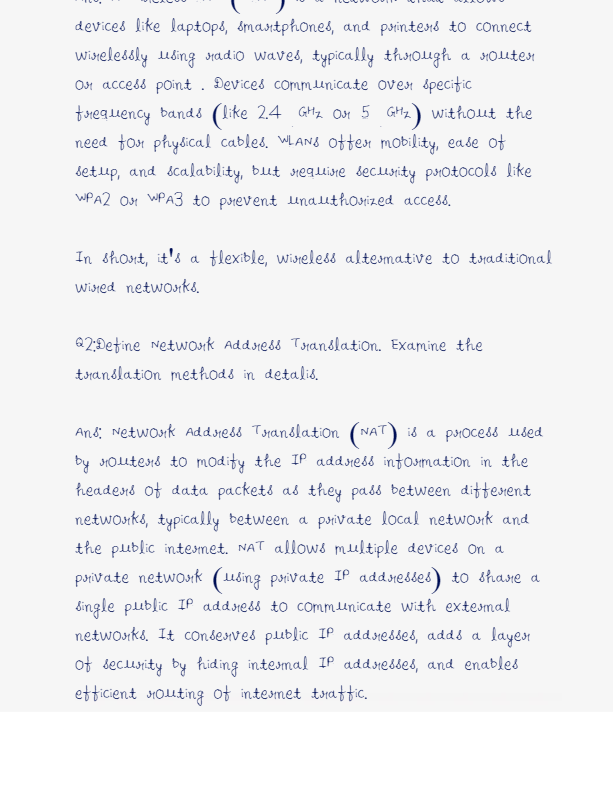 devices like laptops, smartphones, and printers to connect
wirelessly using radio waves, typically through a router
or access point . Devices communicate over specific
frequency bands (like 2.4 GHz or 5 GHz) without the
need for physical cables. WLANs offer mobility, ease of
setup, and scalability, but require security protocols like
WPA2 or WPA3 to prevent unauthorized access.
In short, it's a flexible, wireless alternative to traditional
wired networks.
Q2:Define Network Address Translation. Examine the
translation methods in detalis.
Ans: Network Address Translation (NAT) is a process used
by routers to modify the IP address information in the
headers of data packets as they pass between different
networks, typically between a private local network and
the public internet. NAT allows multiple devices on a
private network (using private IP addresses) to share a
single public IP address to communicate with external
networks. It conserves public IP addresses, adds a layer
of security by hiding internal IP addresses, and enables
efficient routing of internet traffic.